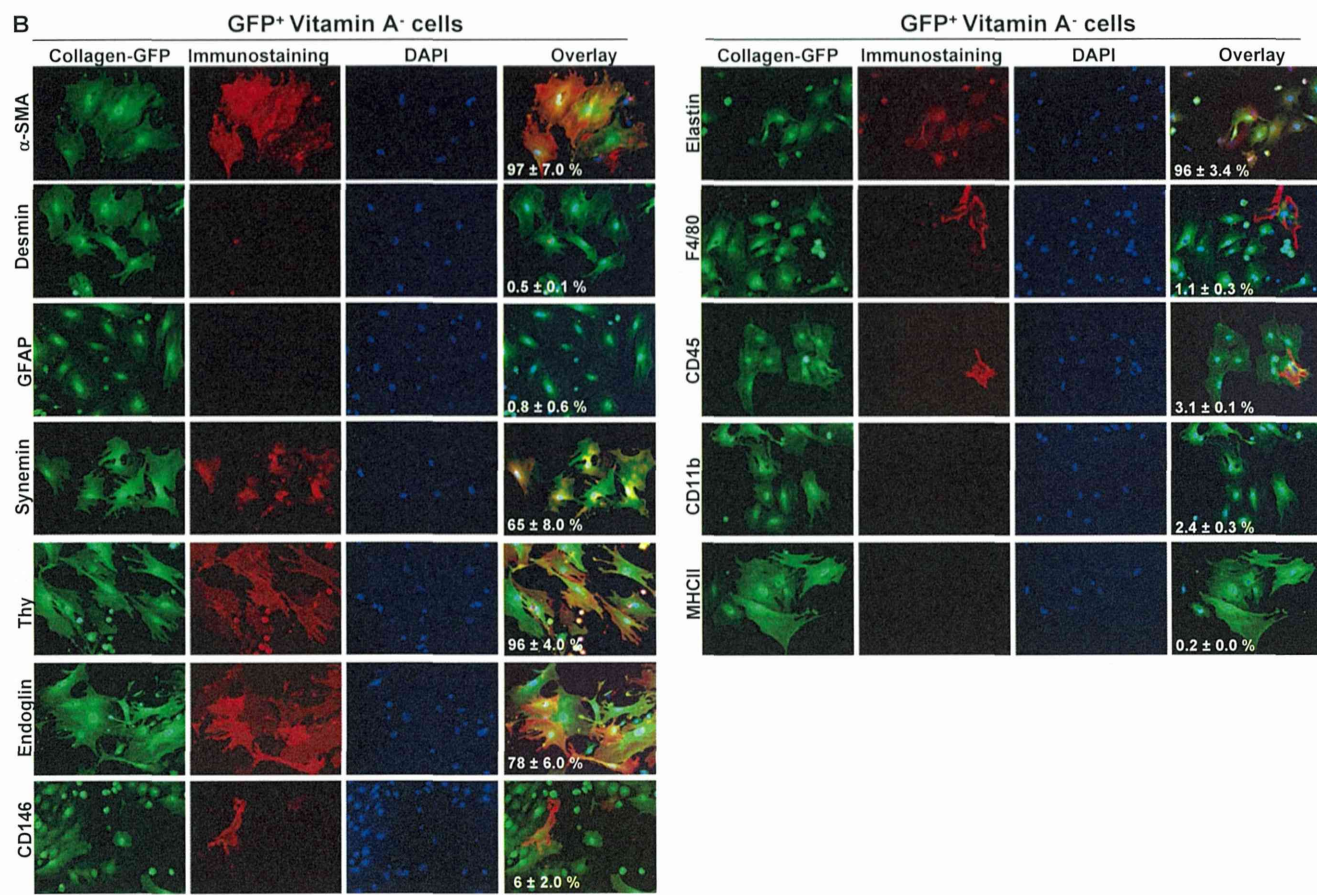 B
GFP⁺ Vitamin A⁻ cells
Collagen-GFP Immunostaining DAPI Overlay
α-SMA
97 ± 7.0 %
Desmin
0.5 ± 0.1 %
GFAP
0.8 ± 0.6 %
Synemin
65 ± 8.0 %
Thy
96 ± 4.0 %
Endoglin
78 ± 6.0 %
CD146
6 ± 2.0 %
GFP⁺ Vitamin A⁻ cells
Collagen-GFP Immunostaining DAPI Overlay
Elastin
96 ± 3.4 %
F4/80
1.1 ± 0.3 %
CD45
3.1 ± 0.1 %
CD11b
2.4 ± 0.3 %
MHCII
0.2 ± 0.0 %